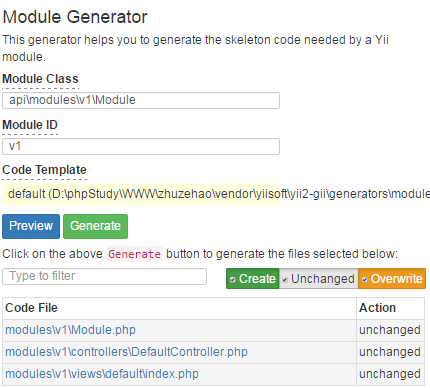 Module Generator
This generator helps you to generate the skeleton code needed by a Yii
module.
Module Class
api\modules\v1\Module
Module ID
v1
Code Template
default (D:\phpStudy\WWW\zhuzehao\vendor\yiisoft\yii2-gii\generators\module
Preview Generate
Click on the above Generate button to generate the files selected below:
Type to filter Create Unchanged Overwrite
Code File Action
modules\v1\Module.php unchanged
modules\v1\controllers\DefaultController.php unchanged
modules\v1\views\default\index.php unchanged